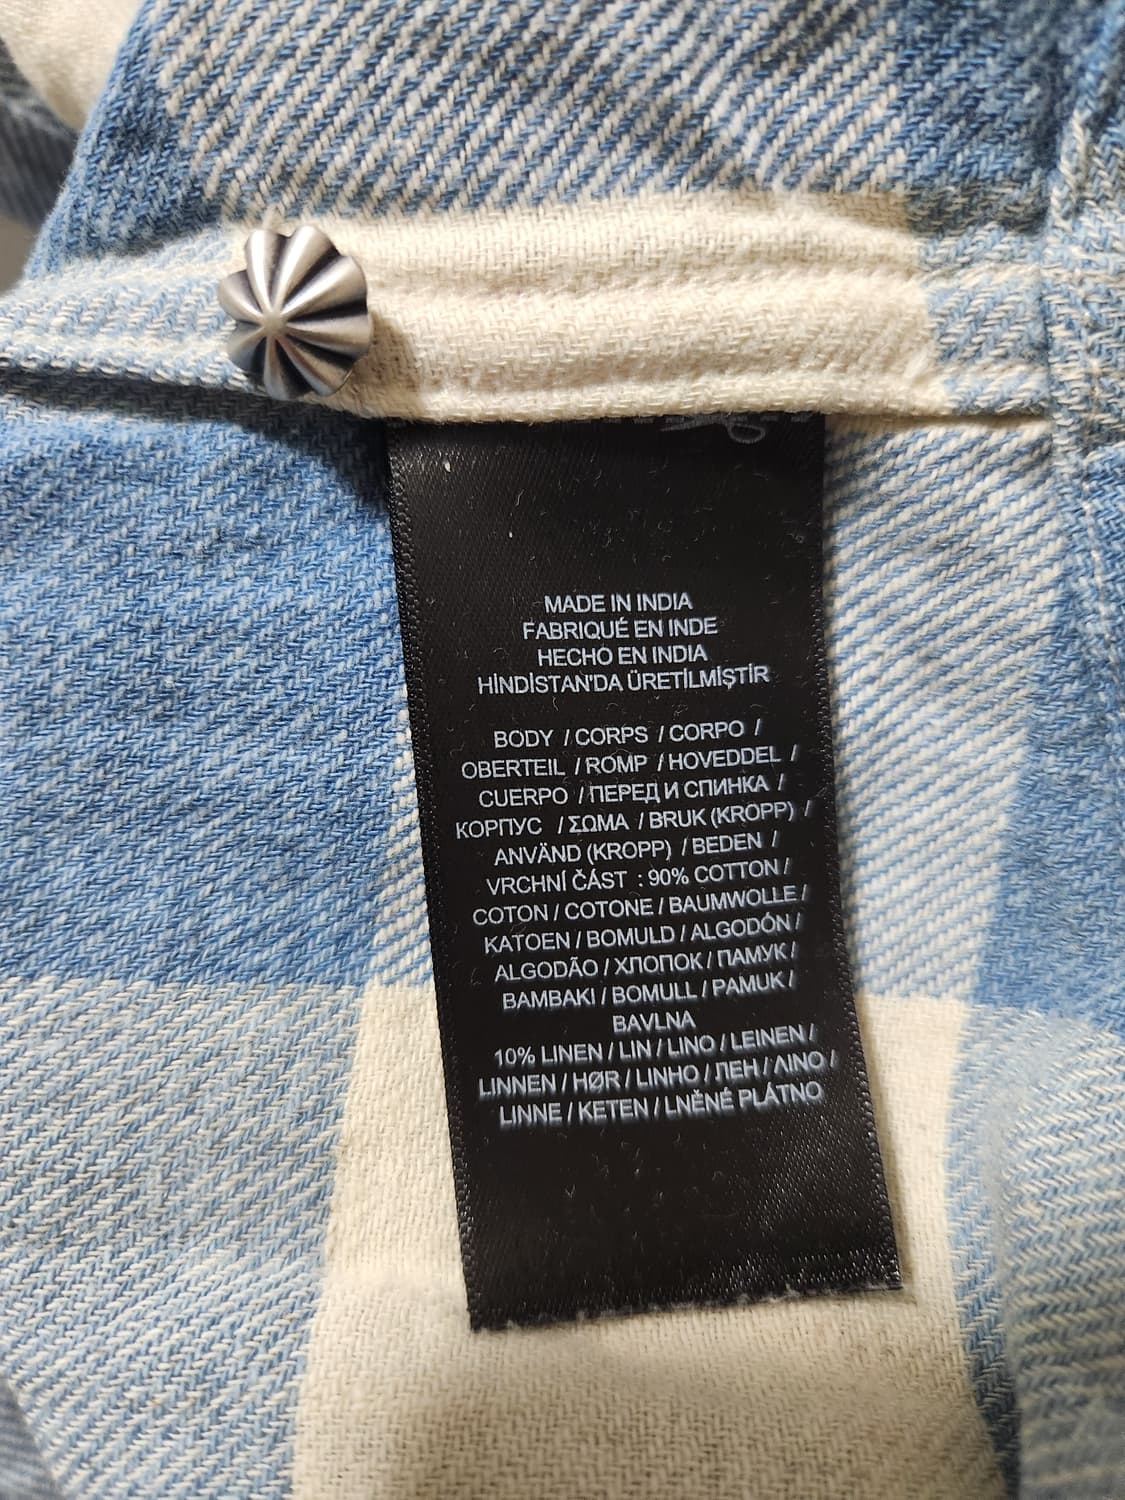 MADE IN INDIA
FABRIQUÉ EN INDE
HECHO EN INDIA
HİNDİSTAN'DA ÜRETİLMİŞTİR
BODY / CORPS / CORPO /
OBERTEIL / ROMP / HOVEDDEL /
CUERPO / ПЕРЕД И СПИНКА /
КОРПУС / ΣΩΜΑ / BRUK (KROPP) /
ANVÄND (KROPP) / BEDEN /
VRCHNÍ ČÁST : 90% COTTON /
COTON / COTONE / BAUMWOLLE /
KATOEN / BOMULD / ALGODÓN /
ALGODÃO / ХЛОПОК / ПАМУК /
BAMBAKI / BOMULL / PAMUK /
BAVLNA
10% LINEN / LIN / LINO / LEINEN /
LINNEN / HØR / LINHO / ЛЕН / ΛΙΝΟ /
LINNE / KETEN / LNĚNÉ PLÁTNO